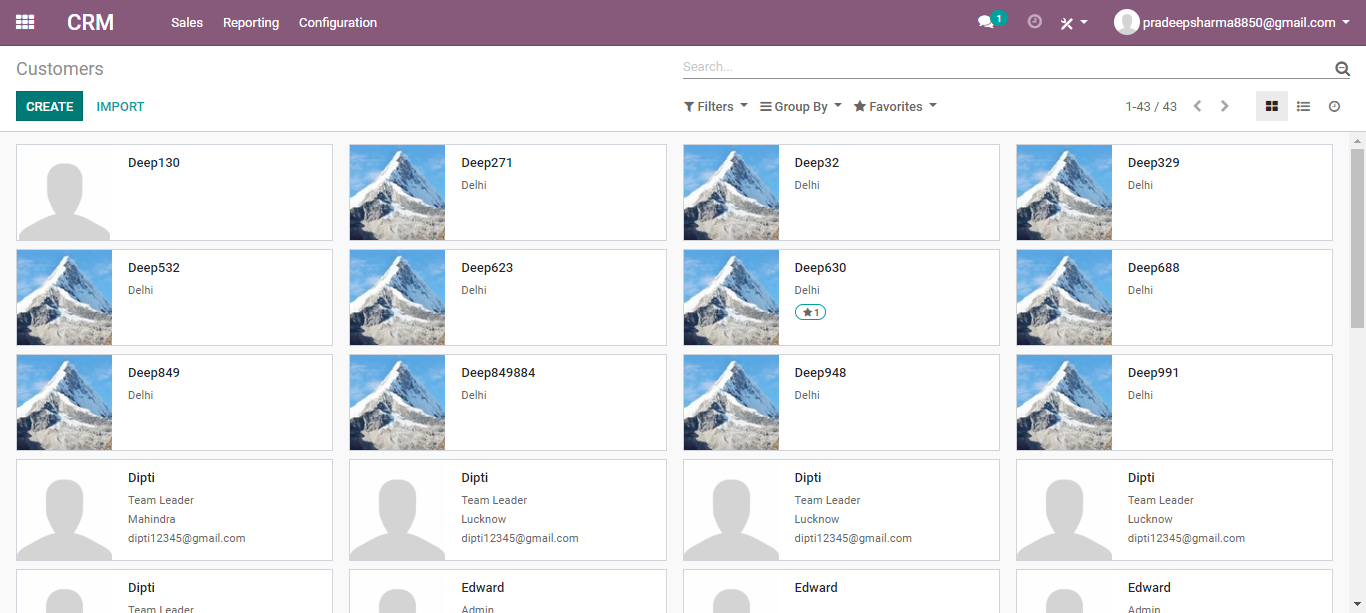 CRM
Sales Reporting Configuration
1
pradeepsharma8850@gmail.com
Customers
Search...
CREATE IMPORT
Filters Group By Favorites
1-43 / 43
Deep130
Deep271
Delhi
Deep32
Delhi
Deep329
Delhi
Deep532
Delhi
Deep623
Delhi
Deep630
Delhi
★1
Deep688
Delhi
Deep849
Delhi
Deep849884
Delhi
Deep948
Delhi
Deep991
Delhi
Dipti
Team Leader
Mahindra
dipti12345@gmail.com
Dipti
Team Leader
Lucknow
dipti12345@gmail.com
Dipti
Team Leader
Lucknow
dipti12345@gmail.com
Dipti
Team Leader
Lucknow
dipti12345@gmail.com
Dipti
Team Leader
Edward
Admin
Edward
Edward
Admin